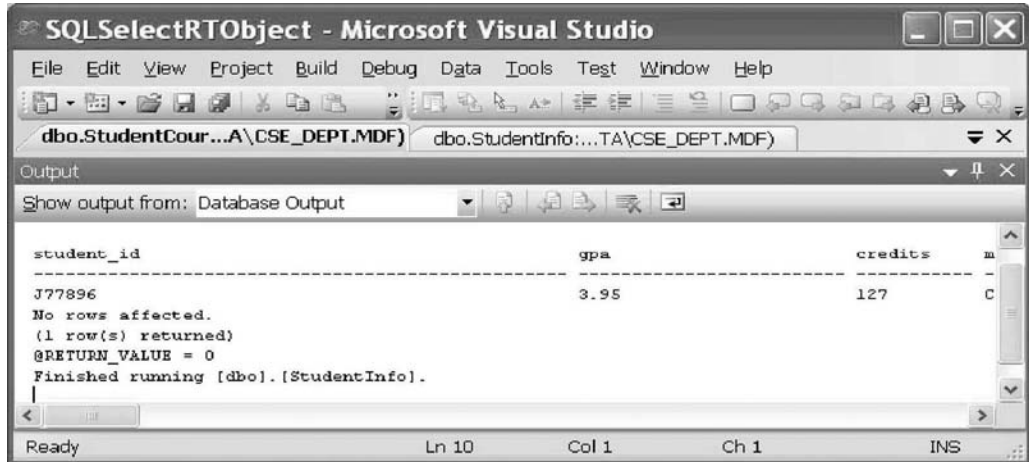 SQLSelectRTObject - Microsoft Visual Studio
File Edit View Project Build Debug Data Tools Test Window Help
dbo.StudentCour...A\CSE_DEPT.MDF) dbo.StudentInfo:...TA\CSE_DEPT.MDF)
Output
Show output from: Database Output
student_id gpa credits m
---------------------------------------------------- -------------------------- ----------- -
J77896 3.95 127 C
No rows affected.
(1 row(s) returned)
@RETURN_VALUE = 0
Finished running [dbo].[StudentInfo].
Ready Ln 10 Col 1 Ch 1 INS